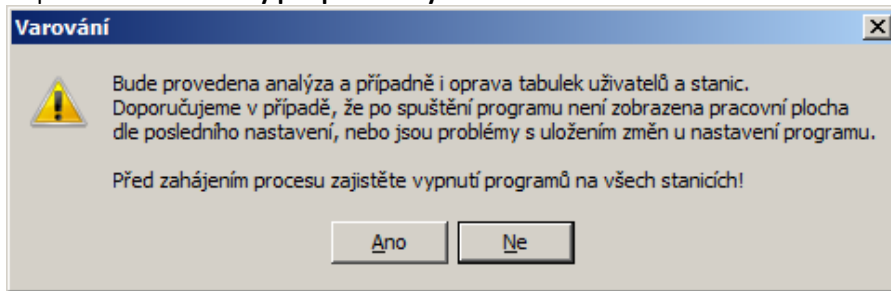 Varování
Bude provedena analýza a případně i oprava tabulek uživatelů a stanic.
Doporučujeme v případě, že po spuštění programu není zobrazena pracovní plocha
dle posledního nastavení, nebo jsou problémy s uložením změn u nastavení programu.
Před zahájením procesu zajistěte vypnutí programů na všech stanicích!
Ano
Ne